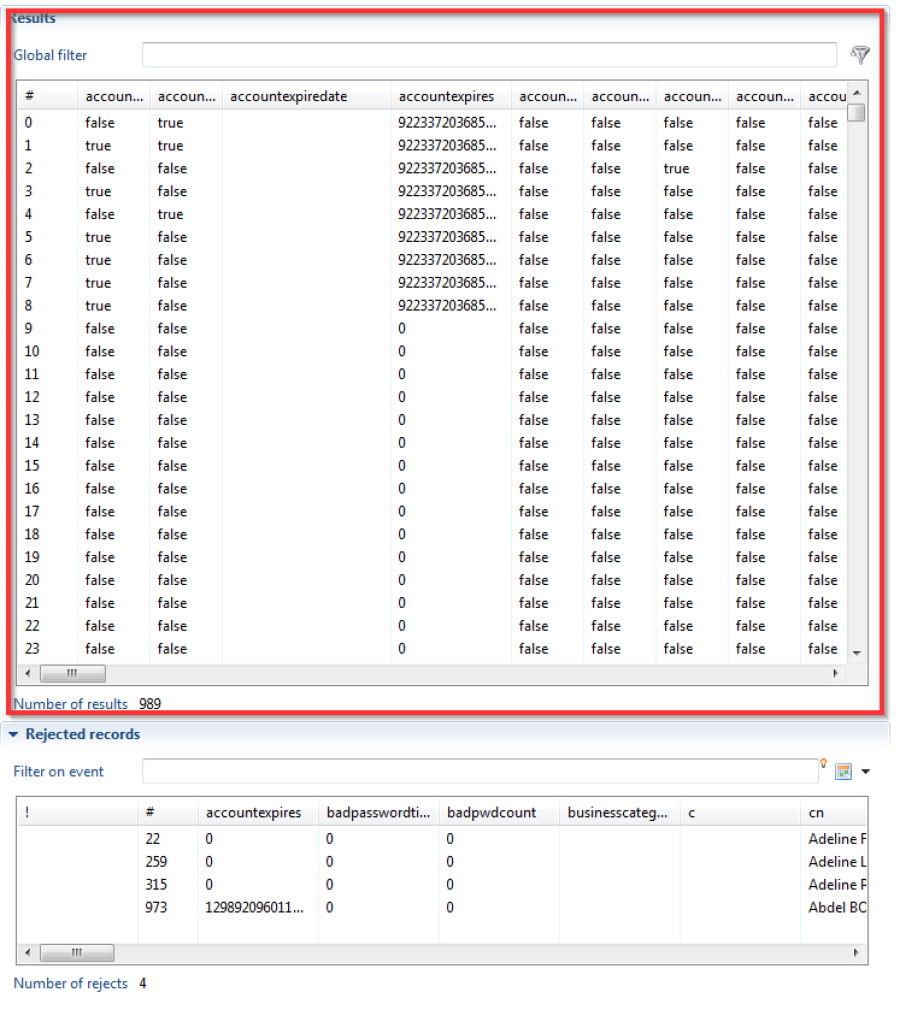 Results
Global filter
# accoun... accoun... accountexpiredate accountexpires accoun... accoun... accoun... accoun... accou
0 false true 922337203685... false false false false false
1 true true 922337203685... false false false false false
2 false false 922337203685... false false true false false
3 true false 922337203685... false false false false false
4 false true 922337203685... false false false false false
5 true false 922337203685... false false false false false
6 true false 922337203685... false false false false false
7 true false 922337203685... false false false false false
8 true false 922337203685... false false false false false
9 false false 0 false false false false false
10 false false 0 false false false false false
11 false false 0 false false false false false
12 false false 0 false false false false false
13 false false 0 false false false false false
14 false false 0 false false false false false
15 false false 0 false false false false false
16 false false 0 false false false false false
17 false false 0 false false false false false
18 false false 0 false false false false false
19 false false 0 false false false false false
20 false false 0 false false false false false
21 false false 0 false false false false false
22 false false 0 false false false false false
23 false false 0 false false false false false
Number of results 989
Rejected records
Filter on event
! # accountexpires badpasswordti... badpwdcount businesscateg... c cn
22 0 0 0 Adeline F
259 0 0 0 Adeline L
315 0 0 0 Adeline P
973 129892096011... 0 0 Abdel BC
Number of rejects 4